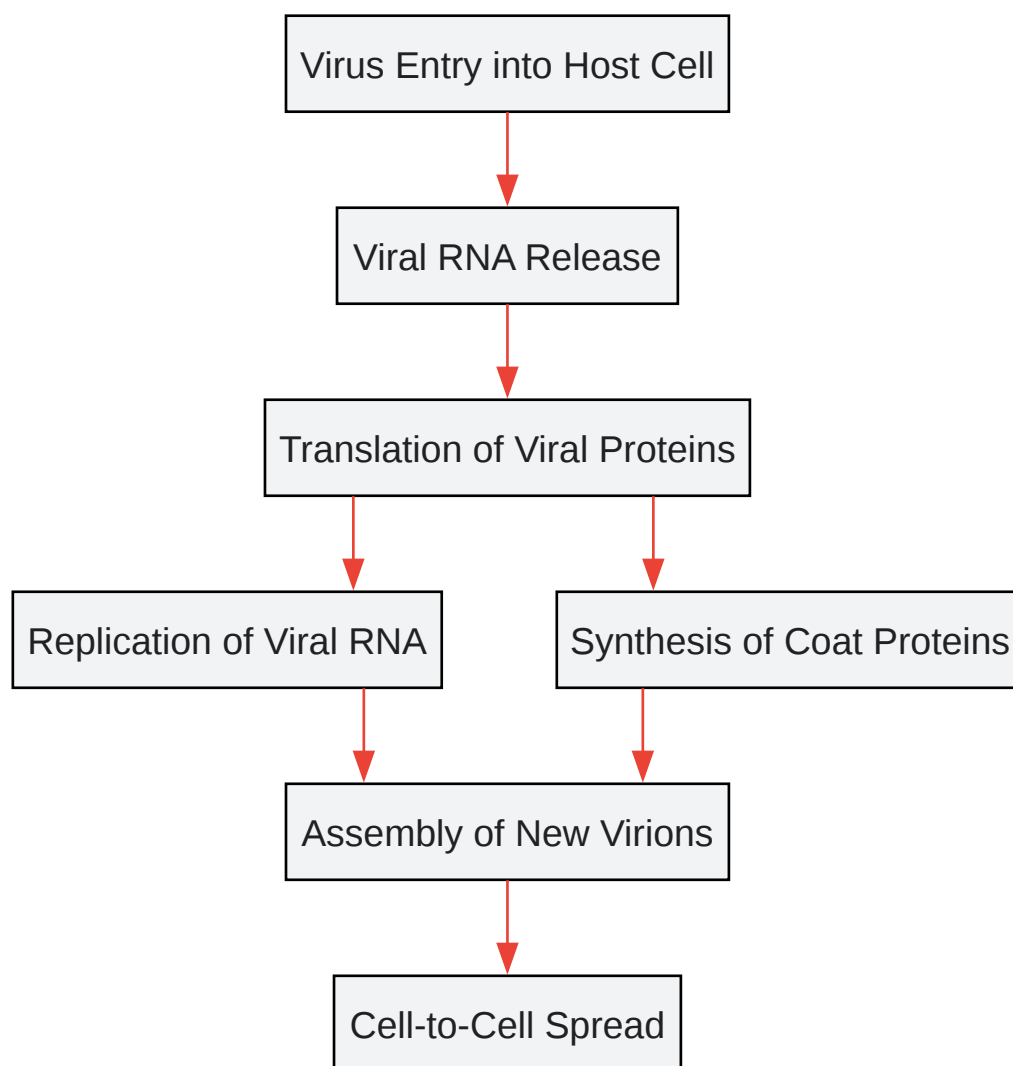 Virus Entry into Host Cell
Viral RNA Release
Translation of Viral Proteins
Replication of Viral RNA
Synthesis of Coat Proteins
Assembly of New Virions
Cell-to-Cell Spread